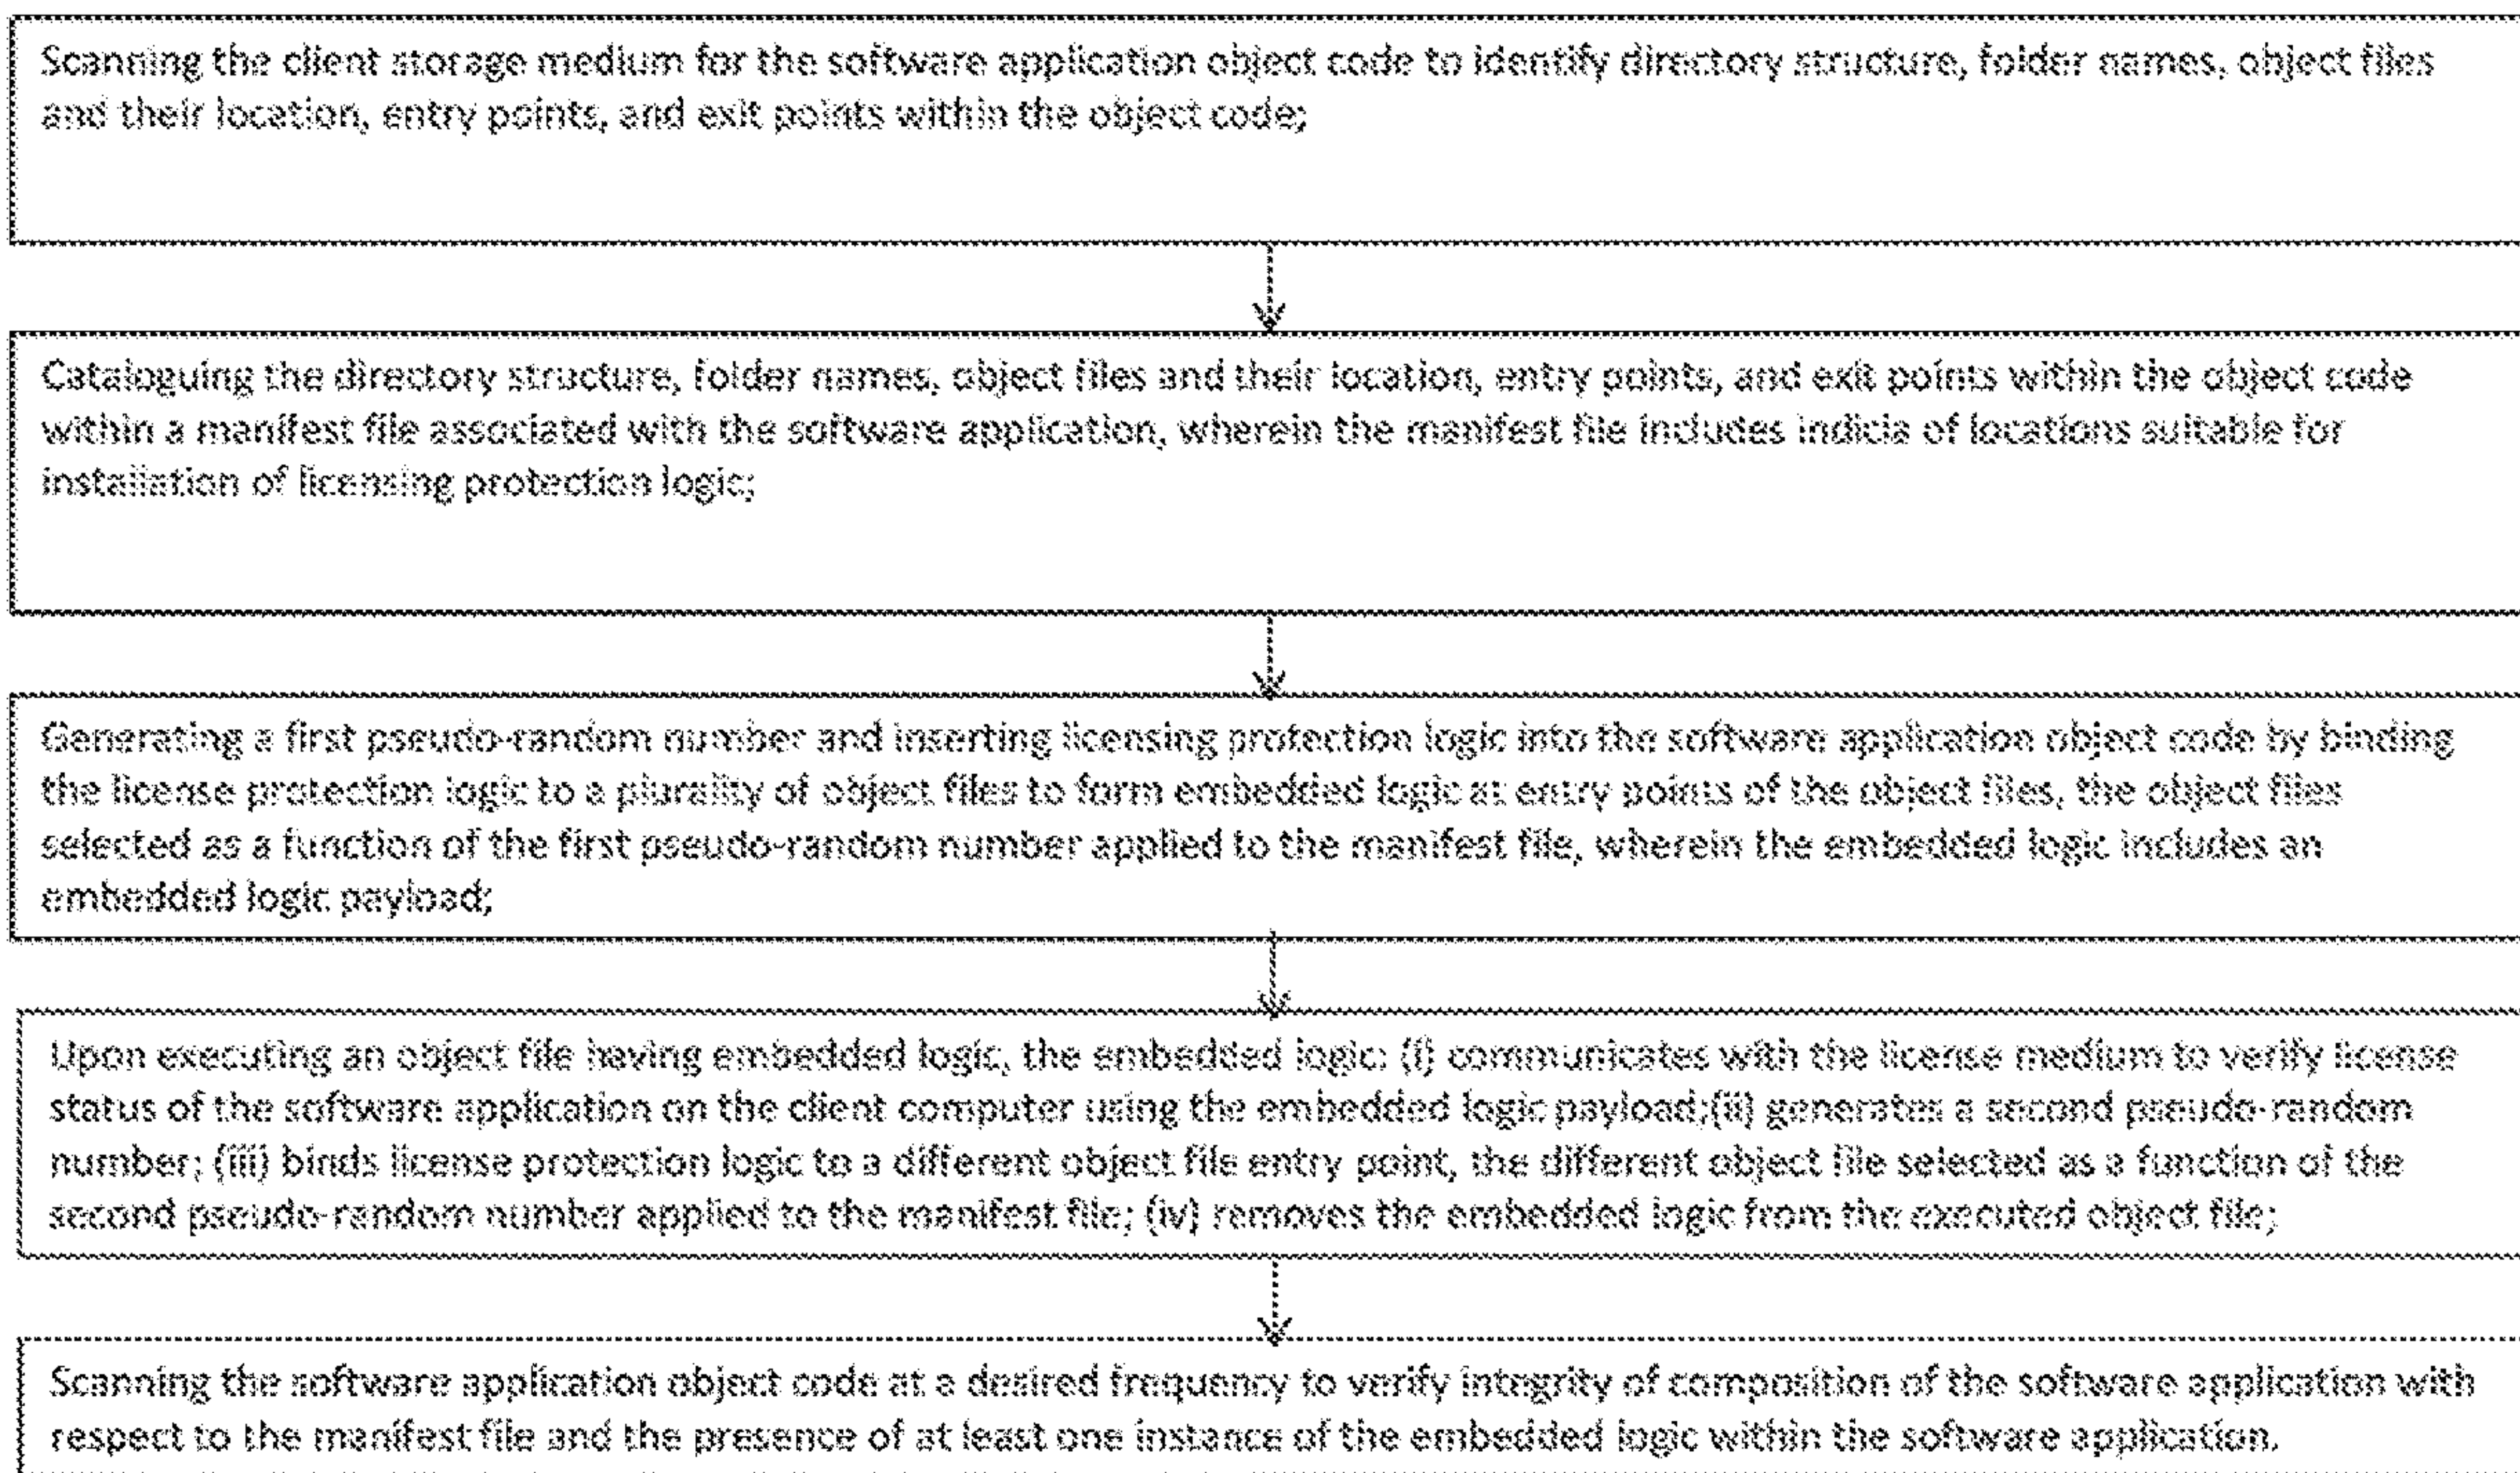 Scanning the client storage medium for the software application object code to identify directory structure, folder names, object files
and their location, entry points, and exit points within the object code;
Cataloguing the directory structure, folder names, object files and their location, entry points, and exit points within the object code
within a manifest file associated with the software application, wherein the manifest file includes indicia of locations suitable for
installation of licensing protection logic;
Generating a first pseudo-random number and inserting licensing protection logic into the software application object code by binding
the license protection logic to a plurality of object files to form embedded logic at entry points of the object files, the object files
selected as a function of the first pseudo-random number applied to the manifest file, wherein the embedded logic includes an
embedded logic payload;
Upon executing an object file having embedded logic, the embedded logic: (i) communicates with the license medium to verify license
status of the software application on the client computer using the embedded logic payload;(ii) generates a second pseudo-random
number; (iii) binds license protection logic to a different object file entry point, the different object file selected as a function of the
second pseudo-random number applied to the manifest file; (iv) removes the embedded logic from the executed object file;
Scanning the software application object code at a desired frequency to verify integrity of composition of the software application with
respect to the manifest file and the presence of at least one instance of the embedded logic within the software application.